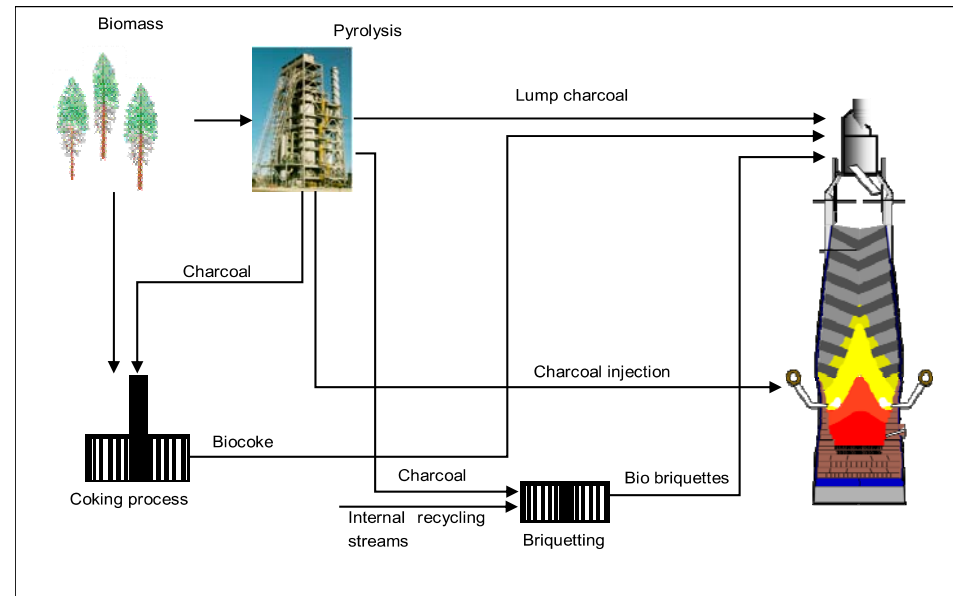 Biomass
Pyrolysis
Lump charcoal
Charcoal
Charcoal injection
Biocoke
Charcoal
Bio briquettes
Coking process
Internal recycling
streams
Briquetting